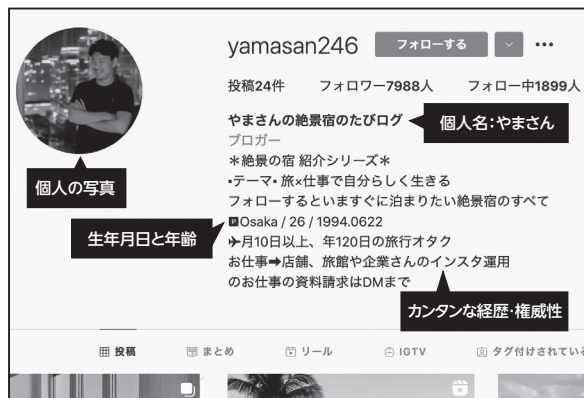 yamasan246 フォローする •••
投稿24件 フォロワー7988人 フォロー中1899人
やまさんの絶景宿のたびログ 個人名：やまさん
ブロガー
＊絶景の宿 紹介シリーズ＊
▪テーマ▪ 旅×仕事で自分らしく生きる
フォローするといますぐに泊まりたい絶景宿のすべて
個人の写真
🅿Osaka / 26 / 1994.0622
生年月日と年齢
✈月10日以上、年120日の旅行オタク
お仕事➡店舗、旅館や企業さんのインスタ運用
のお仕事の資料請求はDMまで
カンタンな経歴・権威性
投稿 まとめ リール IGTV タグ付けされている